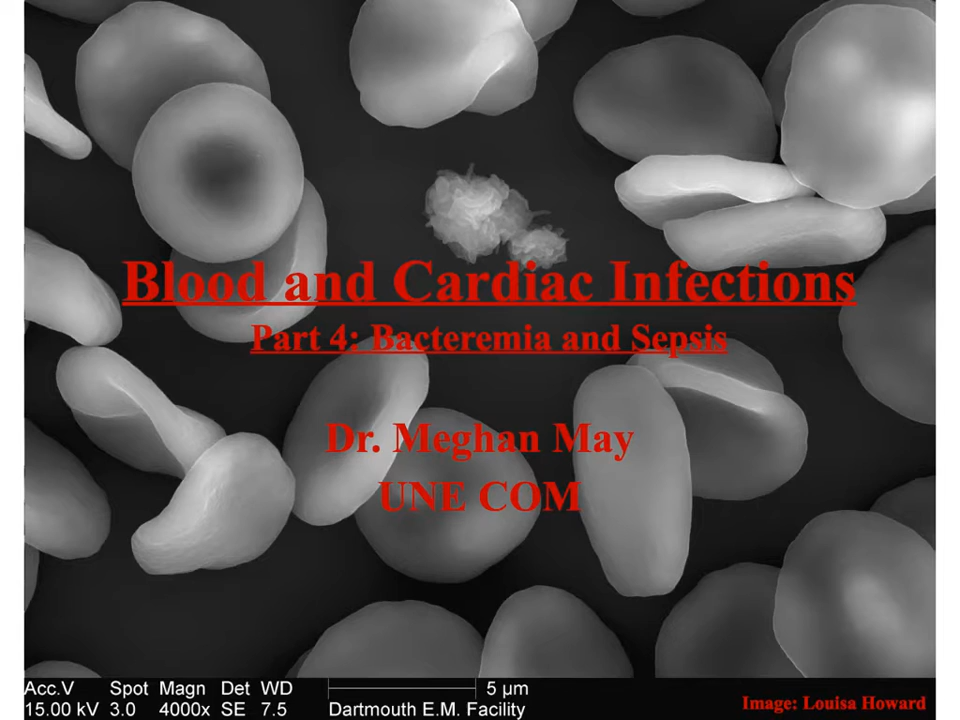 Blood and Cardiac Infections
Part 4: Bacteremia and Sepsis
Dr. Meghan May
UNE COM
Acc.V Spot Magn Det WD
15.00 kV 3.0 4000x SE 7.5
5 µm
Dartmouth E.M. Facility
Image: Louisa Howard